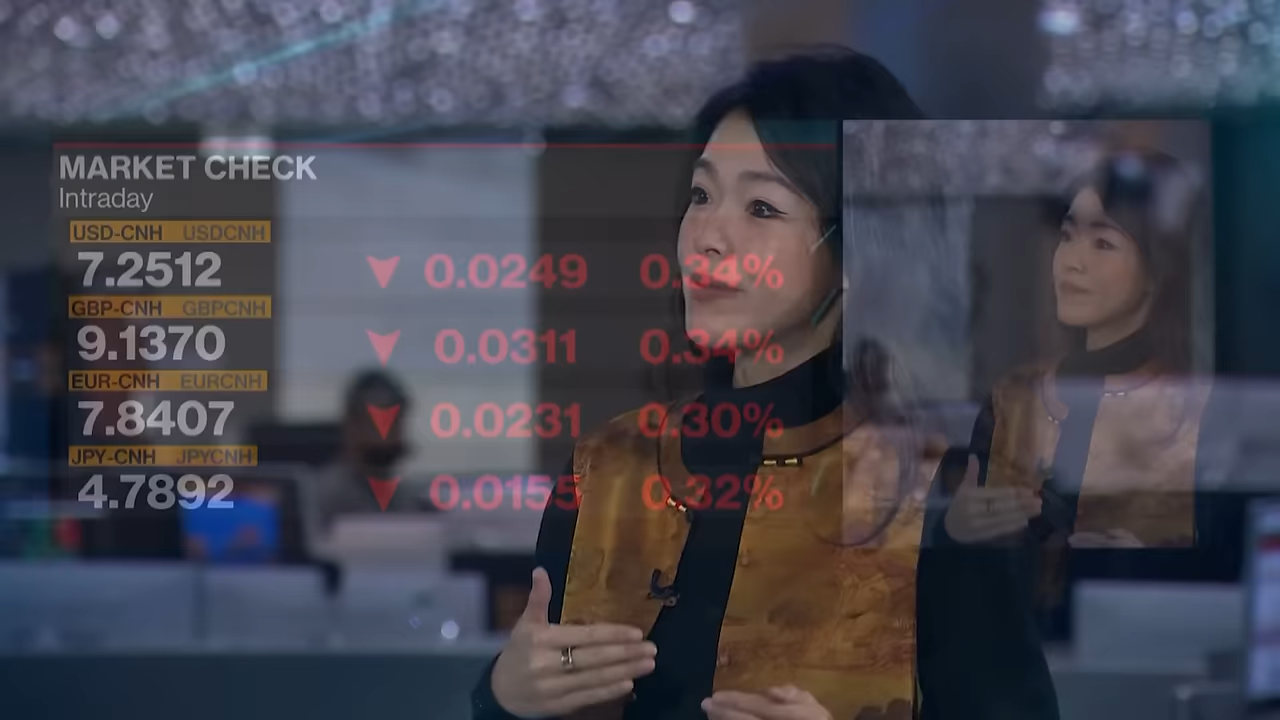 MARKET CHECK
Intraday
USD-CNH USDCNH
7.2512 ▼ 0.0249 0.34%
GBP-CNH GBPCNH
9.1370 ▼ 0.0311 0.34%
EUR-CNH EURCNH
7.8407 ▼ 0.0231 0.30%
JPY-CNH JPYCNH
4.7892 ▼ 0.0155 0.32%